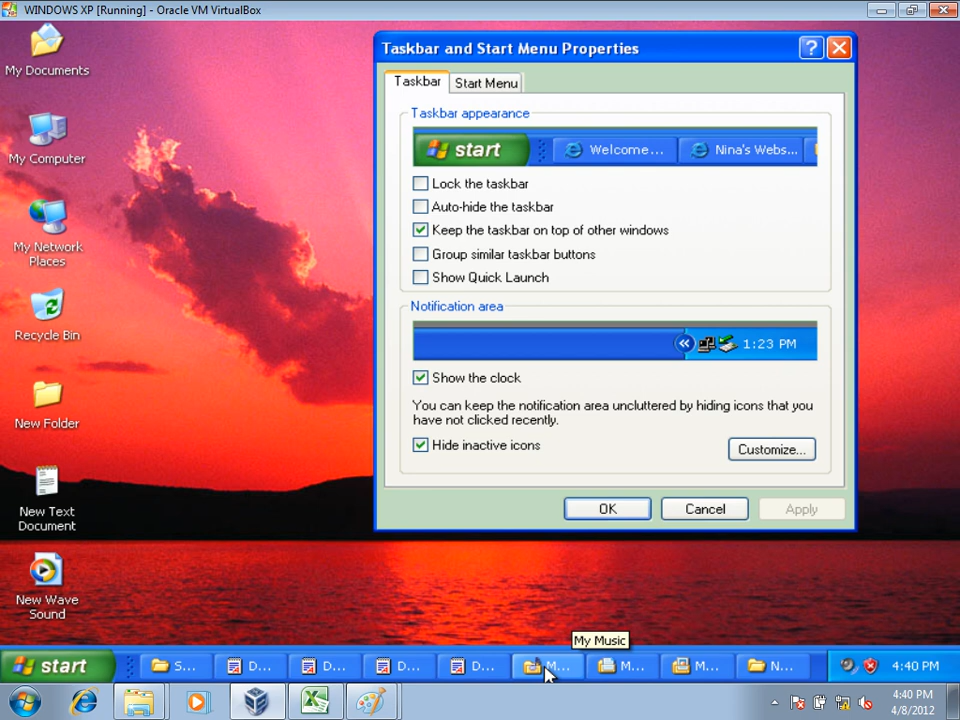 WINDOWS XP [Running] - Oracle VM VirtualBox
My Documents
My Computer
My Network
Places
Recycle Bin
New Folder
New Text
Document
New Wave
Sound
Taskbar and Start Menu Properties
Taskbar
Start Menu
Taskbar appearance
start
Welcome...
Nina's Webs...
Lock the taskbar
Auto-hide the taskbar
Keep the taskbar on top of other windows
Group similar taskbar buttons
Show Quick Launch
Notification area
1:23 PM
Show the clock
You can keep the notification area uncluttered by hiding icons that you
have not clicked recently.
Hide inactive icons
Customize...
OK
Cancel
Apply
My Music
start
S...
D...
D...
D...
D...
M...
M...
M...
N...
4:40 PM
4:40 PM
4/8/2012